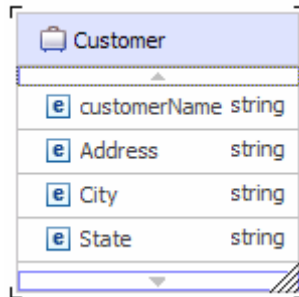 Customer
e customerName string
e Address string
e City string
e State string